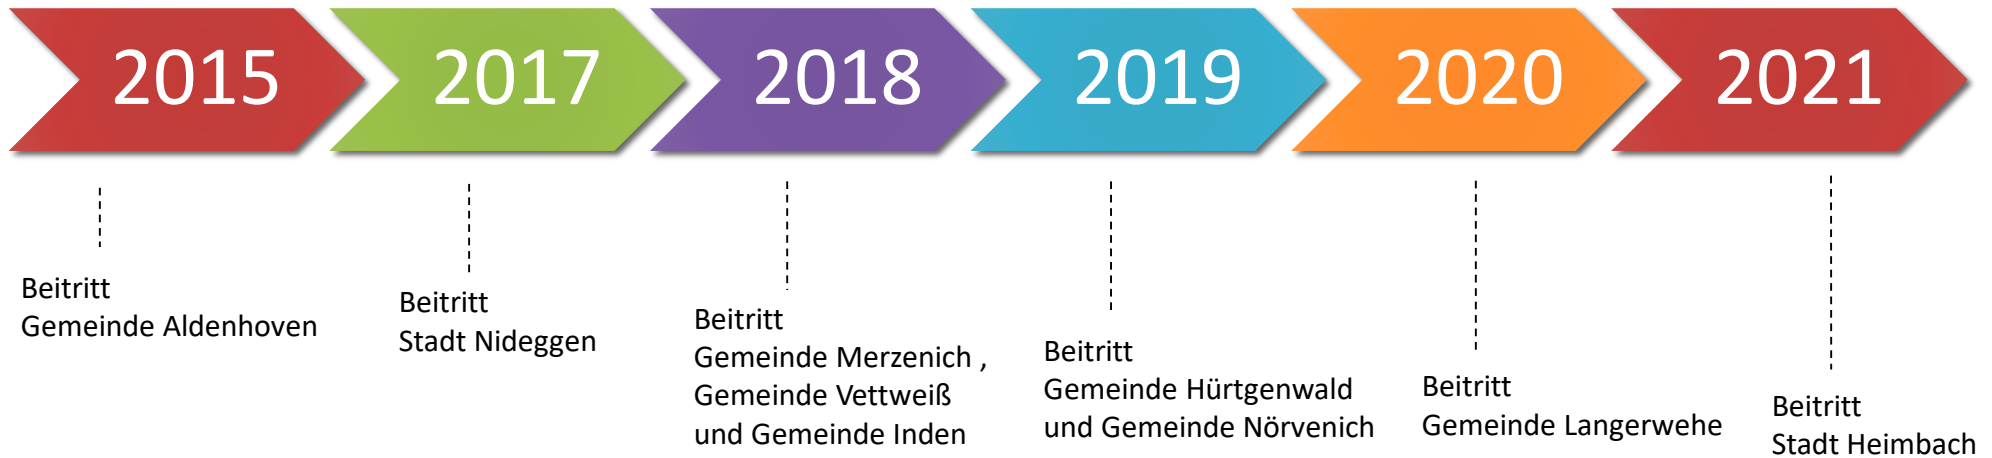 2015
2017
2018
2019
2020
2021
Beitritt
Gemeinde Aldenhoven
Beitritt
Stadt Nideggen
Beitritt
Gemeinde Merzenich ,
Gemeinde Vettweiß
und Gemeinde Inden
Beitritt
Gemeinde Hürtgenwald
und Gemeinde Nörvenich
Beitritt
Gemeinde Langerwehe
Beitritt
Stadt Heimbach